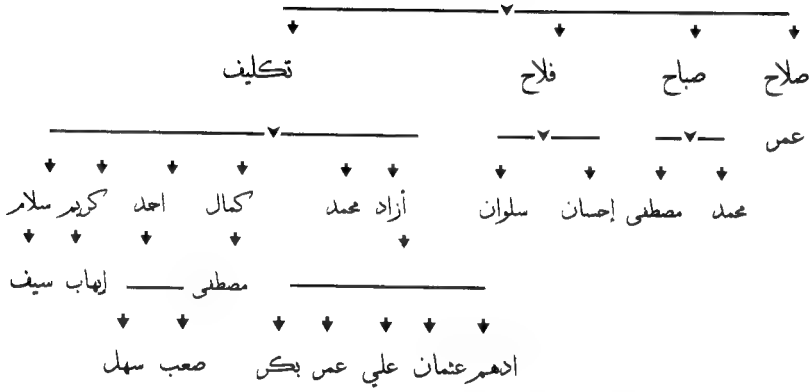 صلاح صباح فلاح تكليف
عمر
محمد مصطفى إحسان سلوان أزاد محمد كمال احمد كريم سلام
مصطفى إيهاب سيف
ادهم عثمان علي عمر بكر صعب سهل